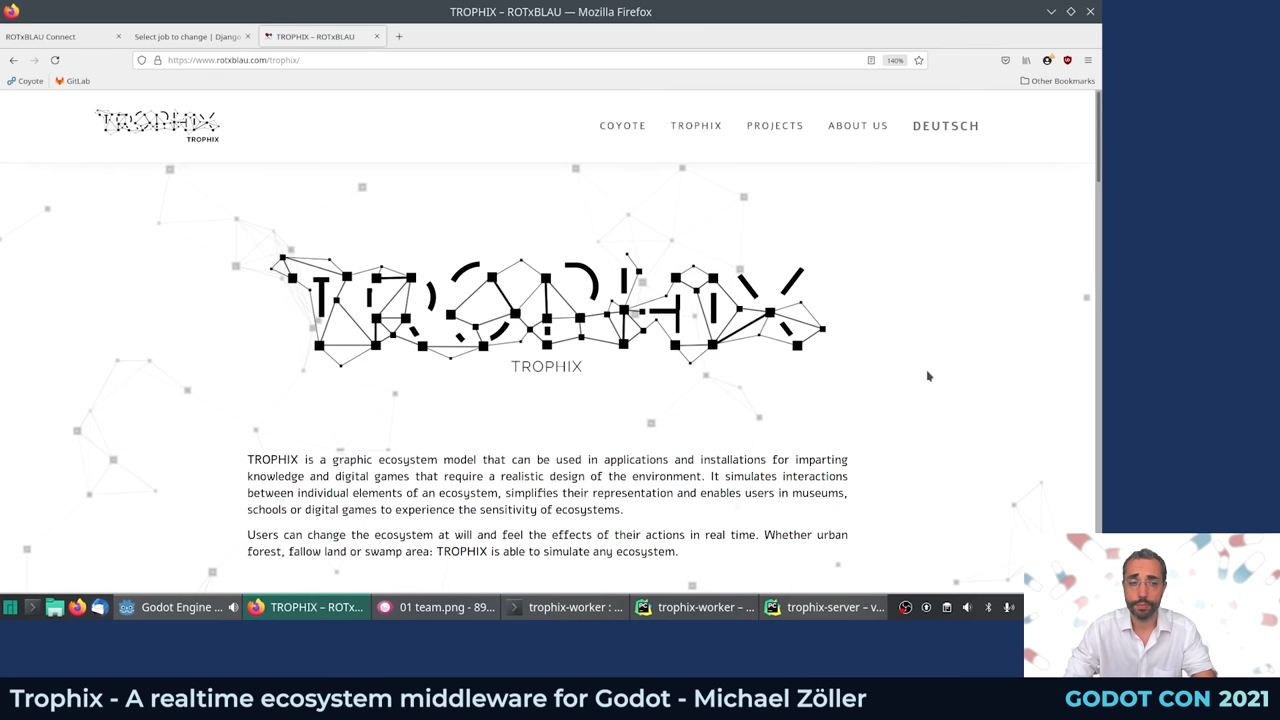 TROPHIX – ROTxBLAU — Mozilla Firefox
ROTxBLAU Connect
Select job to change | Djang
TROPHIX – ROTxBLAU
https://www.rotxblau.com/trophix/
140%
Coyote
GitLab
Other Bookmarks
TROPHIX
TROPHIX
COYOTE
TROPHIX
PROJECTS
ABOUT US
DEUTSCH
TROPHIX
TROPHIX
TROPHIX is a graphic ecosystem model that can be used in applications and installations for imparting
knowledge and digital games that require a realistic design of the environment. It simulates interactions
between individual elements of an ecosystem, simplifies their representation and enables users in museums,
schools or digital games to experience the sensitivity of ecosystems.
Users can change the ecosystem at will and feel the effects of their actions in real time. Whether urban
forest, fallow land or swamp area: TROPHIX is able to simulate any ecosystem.
Godot Engine ...
TROPHIX – ROTx...
01 team.png - 89...
trophix-worker : ...
trophix-worker – ...
trophix-server – v...
Trophix - A realtime ecosystem middleware for Godot - Michael Zöller
GODOT CON 2021